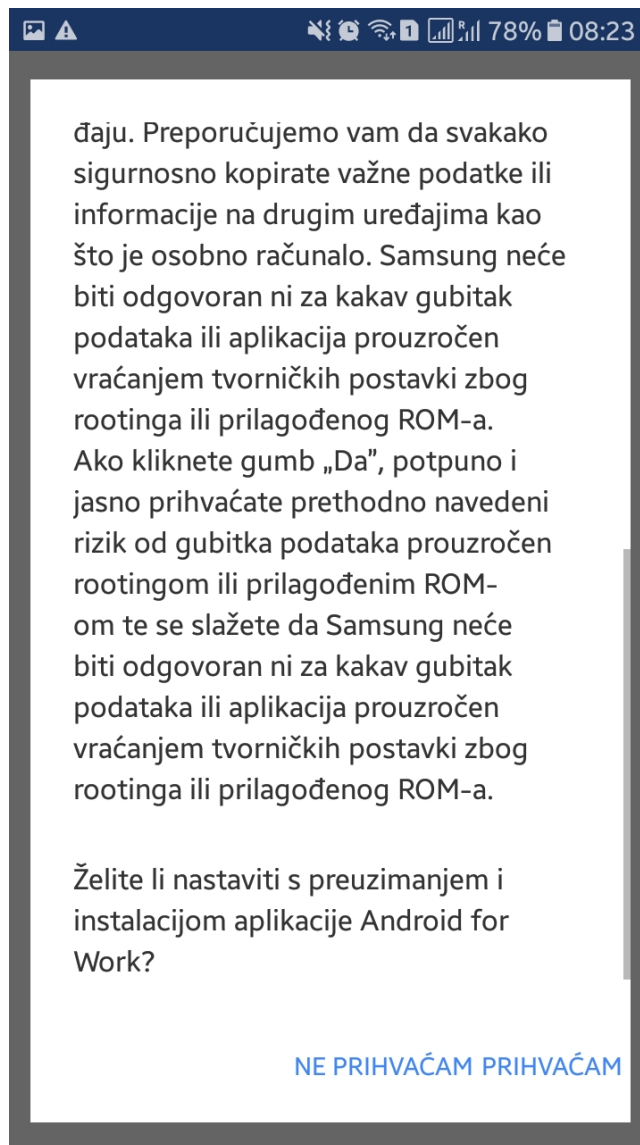 1 R 78% 08:23
đaju. Preporučujemo vam da svakako
sigurnosno kopirate važne podatke ili
informacije na drugim uređajima kao
što je osobno računalo. Samsung neće
biti odgovoran ni za kakav gubitak
podataka ili aplikacija prouzročen
vraćanjem tvorničkih postavki zbog
rootinga ili prilagođenog ROM-a.
Ako kliknete gumb „Da”, potpuno i
jasno prihvaćate prethodno navedeni
rizik od gubitka podataka prouzročen
rootingom ili prilagođenim ROM-
om te se slažete da Samsung neće
biti odgovoran ni za kakav gubitak
podataka ili aplikacija prouzročen
vraćanjem tvorničkih postavki zbog
rootinga ili prilagođenog ROM-a.
Želite li nastaviti s preuzimanjem i
instalacijom aplikacije Android for
Work?
NE PRIHVAĆAM PRIHVAĆAM